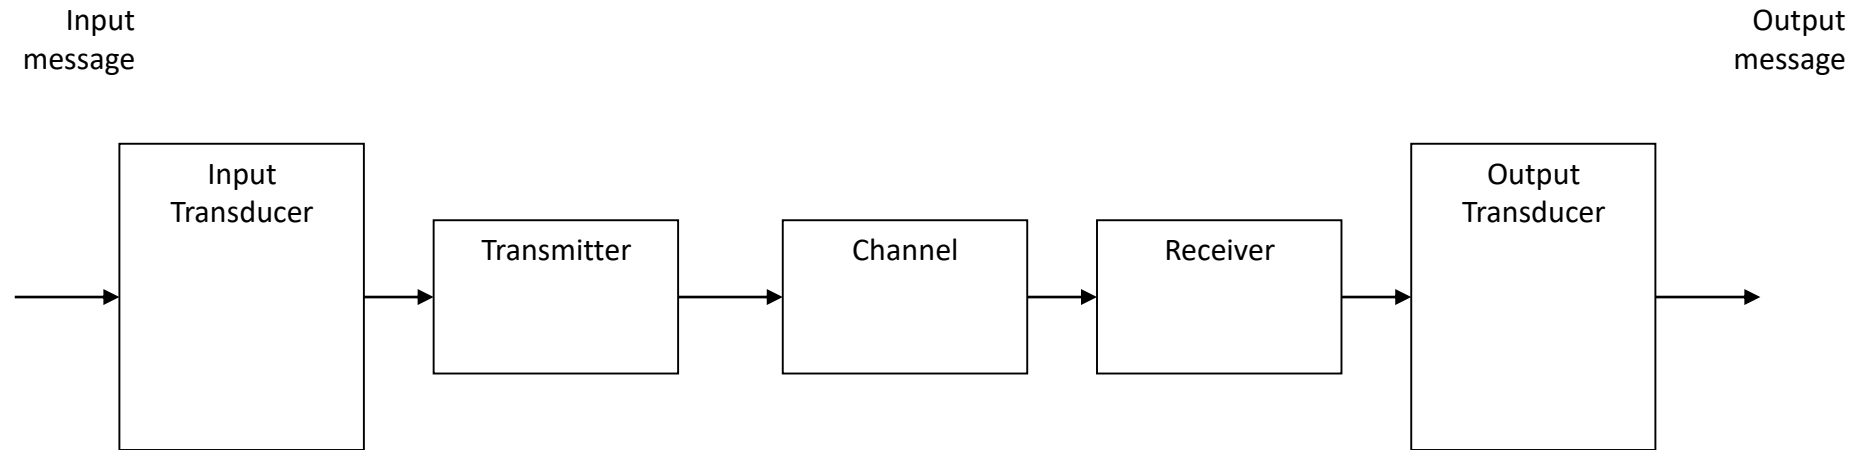 Input
message
Output
message
Input
Transducer
Transmitter
Channel
Receiver
Output
Transducer